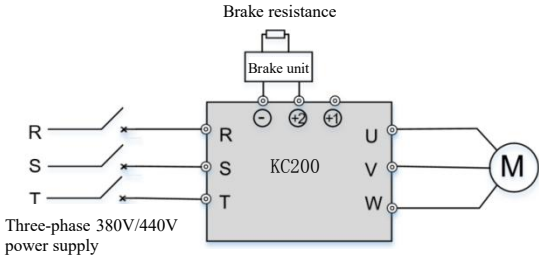 Brake resistance
Brake unit
- +2 +1
R R U
S S KC200 V M
T T W
Three-phase 380V/440V
power supply